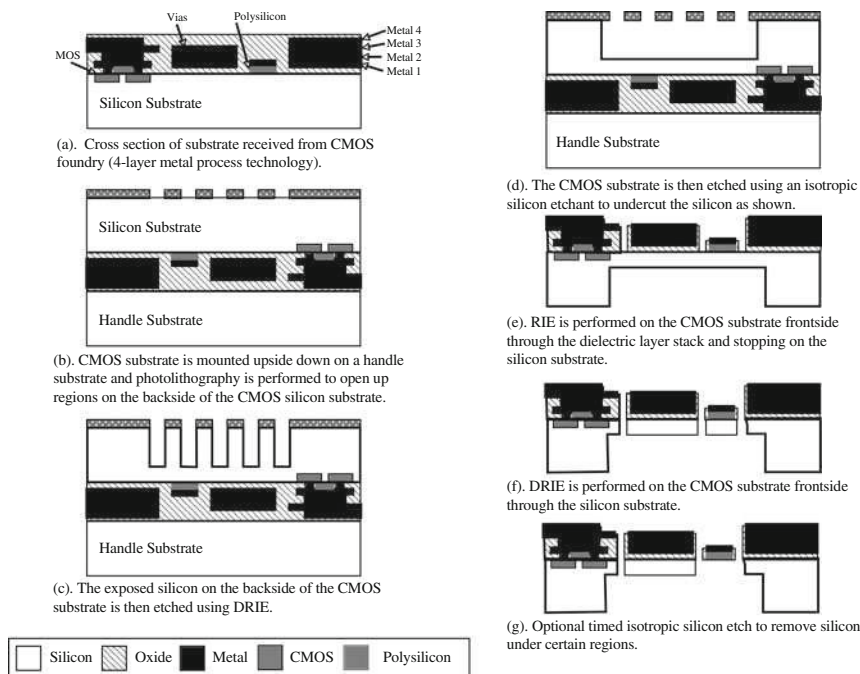 Vias
Polysilicon
Metal 4
Metal 3
Metal 2
Metal 1
MOS
Silicon Substrate
(a). Cross section of substrate received from CMOS
foundry (4-layer metal process technology).
Silicon Substrate
Handle Substrate
(b). CMOS substrate is mounted upside down on a handle
substrate and photolithography is performed to open up
regions on the backside of the CMOS silicon substrate.
Handle Substrate
(c). The exposed silicon on the backside of the CMOS
substrate is then etched using DRIE.
Handle Substrate
(d). The CMOS substrate is then etched using an isotropic
silicon etchant to undercut the silicon as shown.
(e). RIE is performed on the CMOS substrate frontside
through the dielectric layer stack and stopping on the
silicon substrate.
(f). DRIE is performed on the CMOS substrate frontside
through the silicon substrate.
(g). Optional timed isotropic silicon etch to remove silicon
under certain regions.
Silicon Oxide Metal CMOS Polysilicon